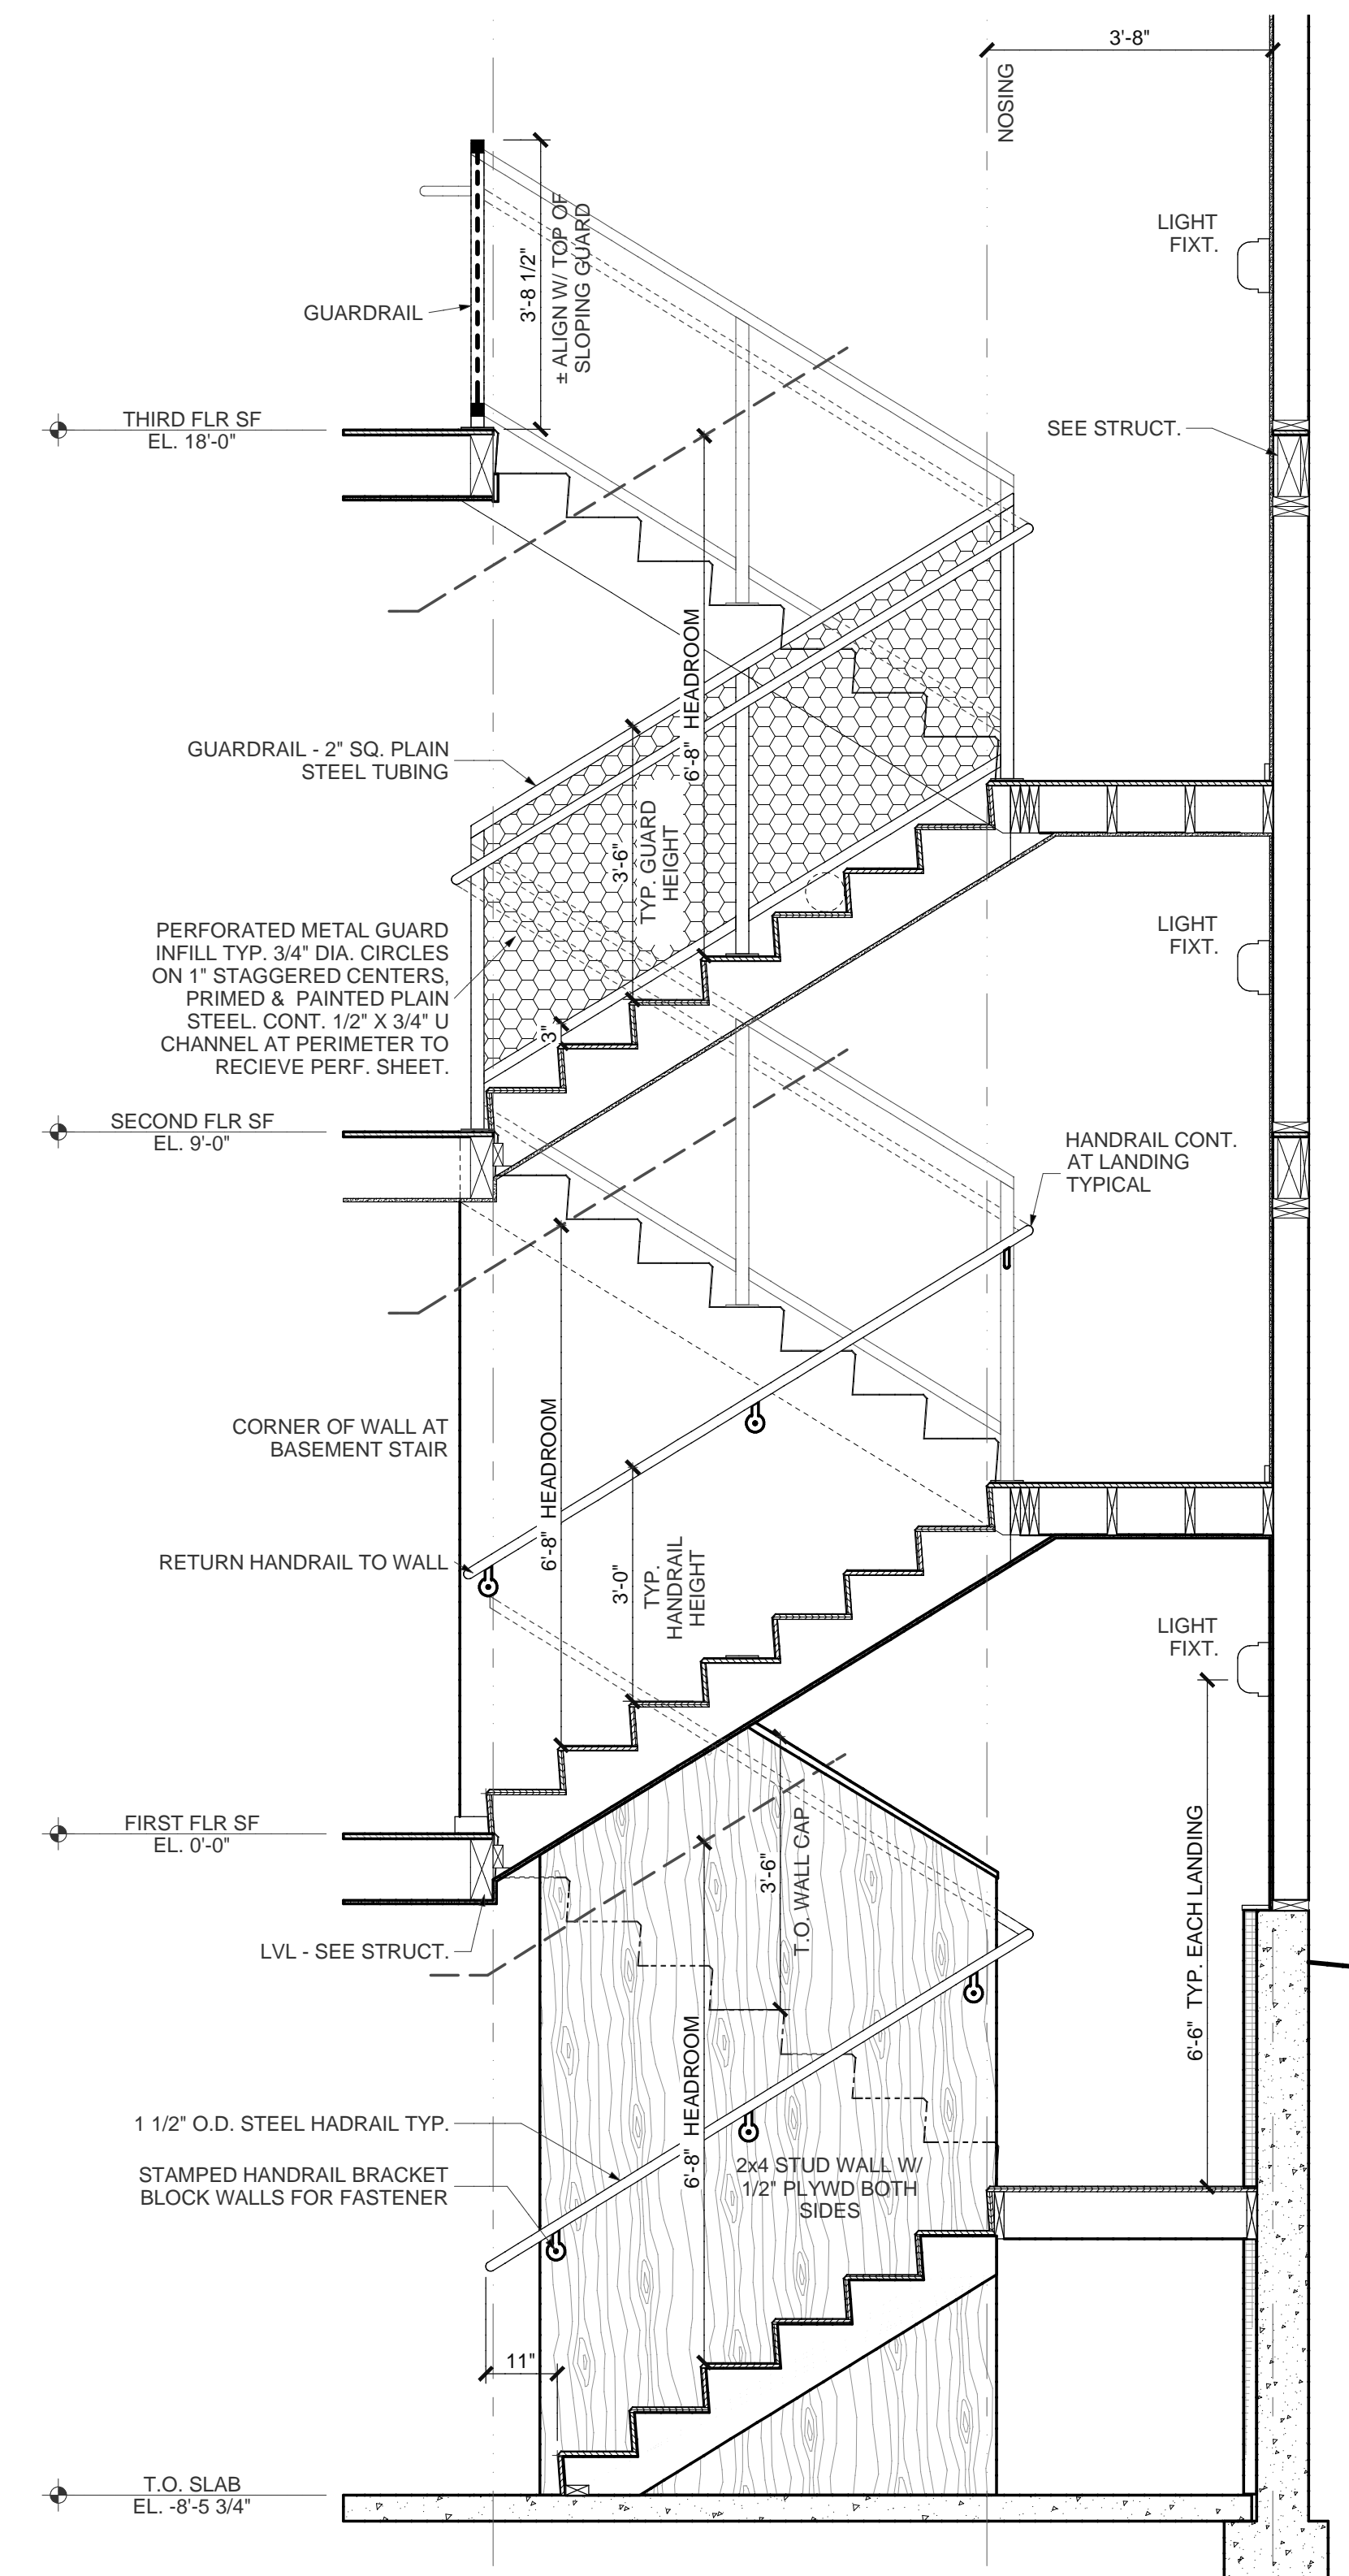 3'-8"
NOSING
LIGHT
FIXT.
3'-8 1/2"
± ALIGN W/ TOP OF
SLOPING GUARD
GUARDRAIL
THIRD FLR SF
EL. 18'-0"
SEE STRUCT.
6'-8" HEADROOM
GUARDRAIL - 2" SQ. PLAIN
STEEL TUBING
3'-6"
TYP. GUARD
HEIGHT
PERFORATED METAL GUARD
INFILL TYP. 3/4" DIA. CIRCLES
ON 1" STAGGERED CENTERS,
PRIMED & PAINTED PLAIN
STEEL. CONT. 1/2" X 3/4" U
CHANNEL AT PERIMETER TO
RECIEVE PERF. SHEET.
LIGHT
FIXT.
3"
SECOND FLR SF
EL. 9'-0"
HANDRAIL CONT.
AT LANDING
TYPICAL
CORNER OF WALL AT
BASEMENT STAIR
6'-8" HEADROOM
RETURN HANDRAIL TO WALL
3'-0"
TYP.
HANDRAIL
HEIGHT
LIGHT
FIXT.
FIRST FLR SF
EL. 0'-0"
3'-6"
T.O. WALL CAP
6'-6" TYP. EACH LANDING
LVL - SEE STRUCT.
6'-8" HEADROOM
1 1/2" O.D. STEEL HADRAIL TYP.
STAMPED HANDRAIL BRACKET
BLOCK WALLS FOR FASTENER
2x4 STUD WALL W/
1/2" PLYWD BOTH
SIDES
11"
T.O. SLAB
EL. -8'-5 3/4"